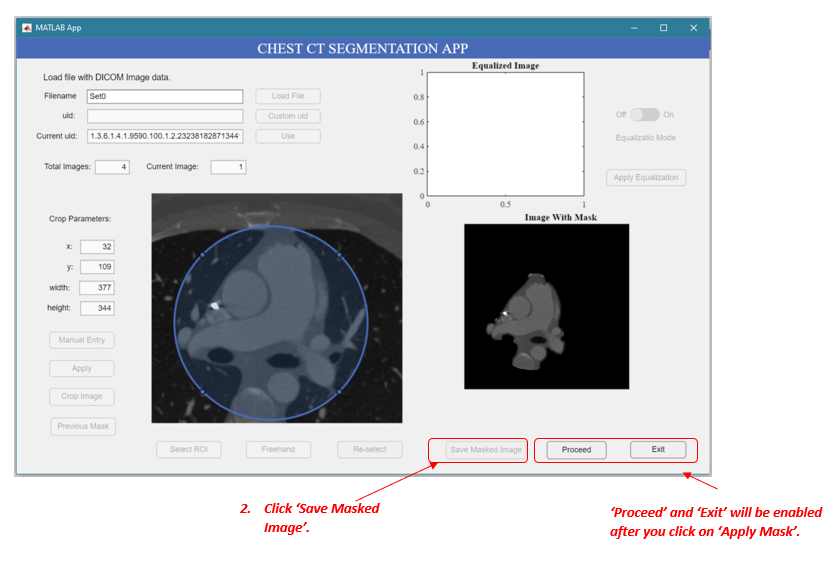 MATLAB App
CHEST CT SEGMENTATION APP
Load file with DICOM Image data.
Filename Set0 Load File
uid: Custom uid
Current uid: 1.3.6.1.4.1.9590.100.1.2.23238182871344 Use
Total Images: 4 Current Image: 1
Equalized Image
1
0.8
0.6
0.4
0.2
0
0 0.5 1
Off On
Equalizatio Mode
Apply Equalization
Crop Parameters:
x: 32
y: 109
width: 377
height: 344
Manual Entry
Apply
Crop Image
Previous Mask
Image With Mask
Select ROI Freehand Re-select Save Masked Image Proceed Exit
2. Click ‘Save Masked
Image’.
‘Proceed’ and ‘Exit’ will be enabled
after you click on ‘Apply Mask’.